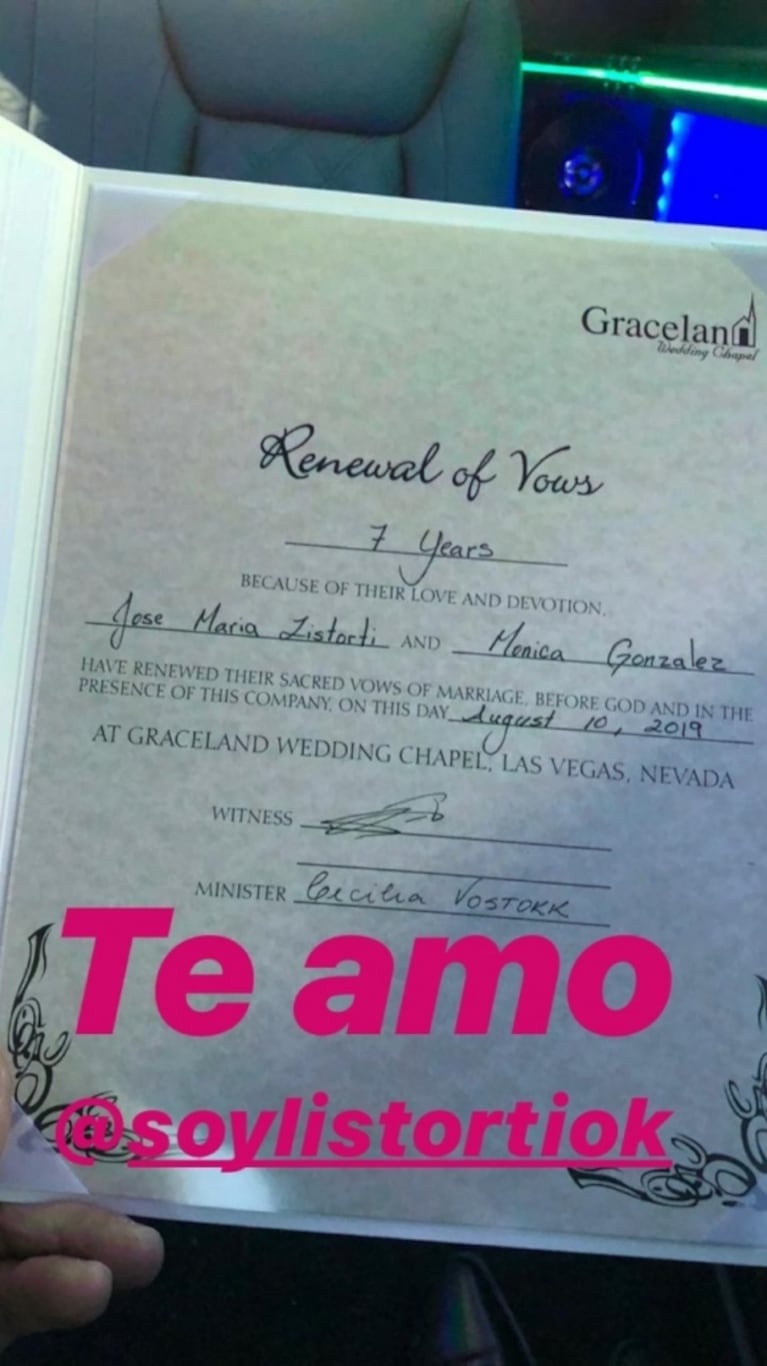 Graceland
Wedding Chapel
Renewal of Vows
7 Years
BECAUSE OF THEIR LOVE AND DEVOTION,
Jose Maria Listorti AND Monica Gonzalez
HAVE RENEWED THEIR SACRED VOWS OF MARRIAGE, BEFORE GOD AND IN THE
PRESENCE OF THIS COMPANY, ON THIS DAY August 10, 2019
AT GRACELAND WEDDING CHAPEL, LAS VEGAS, NEVADA
WITNESS
MINISTER Cecilia VOSTOKK
Te amo
@soylistortiok